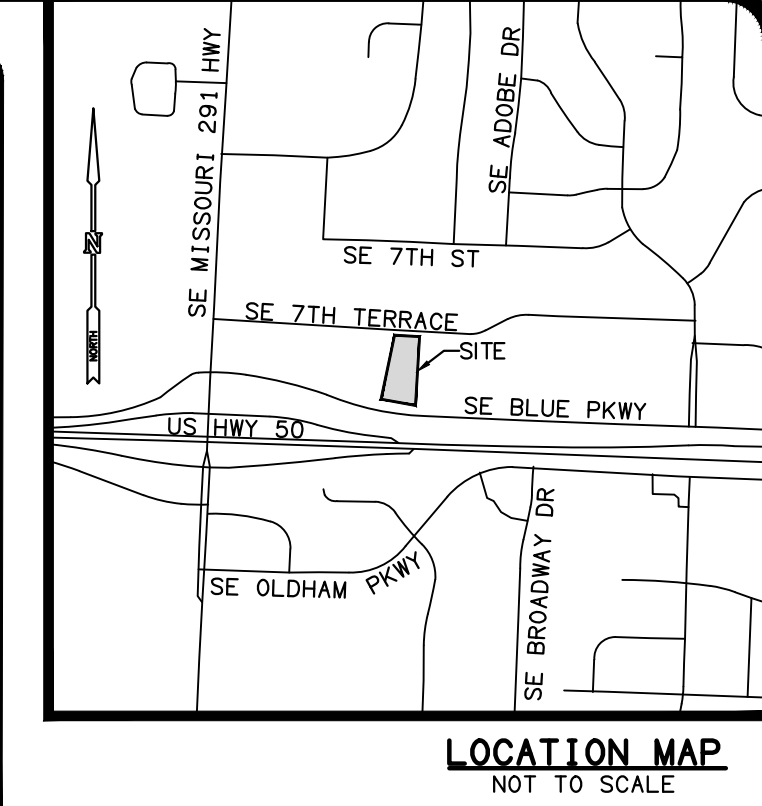 SE MISSOURI 291 HWY
SE ADOBE DR
N
NORTH
SE 7TH ST
SE 7TH TERRACE
SITE
SE BLUE PKWY
US HWY 50
SE OLDHAM PKWY
SE BROADWAY DR
LOCATION MAP
NOT TO SCALE